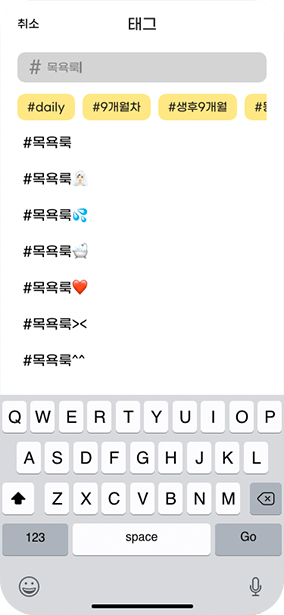 취소 태그
# 목욕룩
#daily #9개월차 #생후9개월
#목욕룩
#목욕룩👰🏻
#목욕룩💦
#목욕룩🛁
#목욕룩❤️
#목욕룩><
#목욕룩^^
Q W E R T Y U I O P
A S D F G H J K L
Z X C V B N M
123 space Go